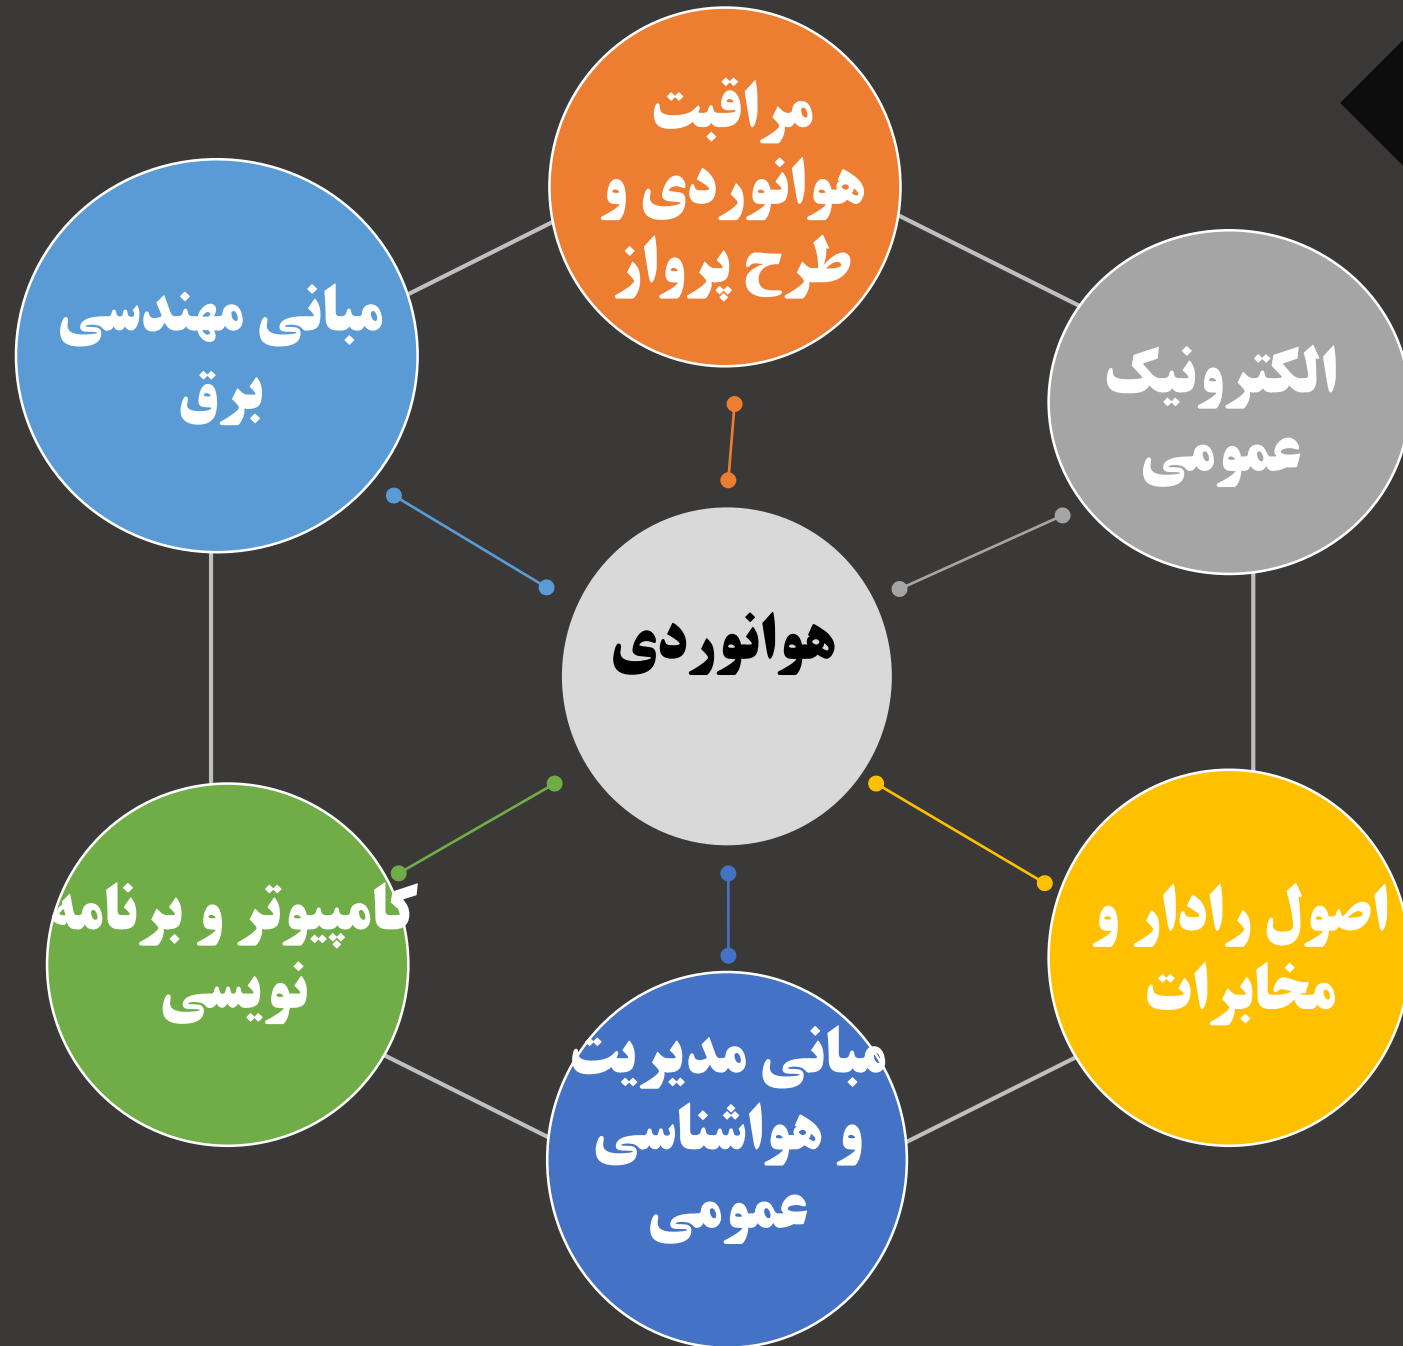 مراقبت
هوانوردی و
طرح پرواز
مبانی مهندسی
برق
الکترونیک
عمومی
هوانوردی
کامپیوتر و برنامه
نویسی
اصول رادار و
مخابرات
مبانی مدیریت
و هواشناسی
عمومی